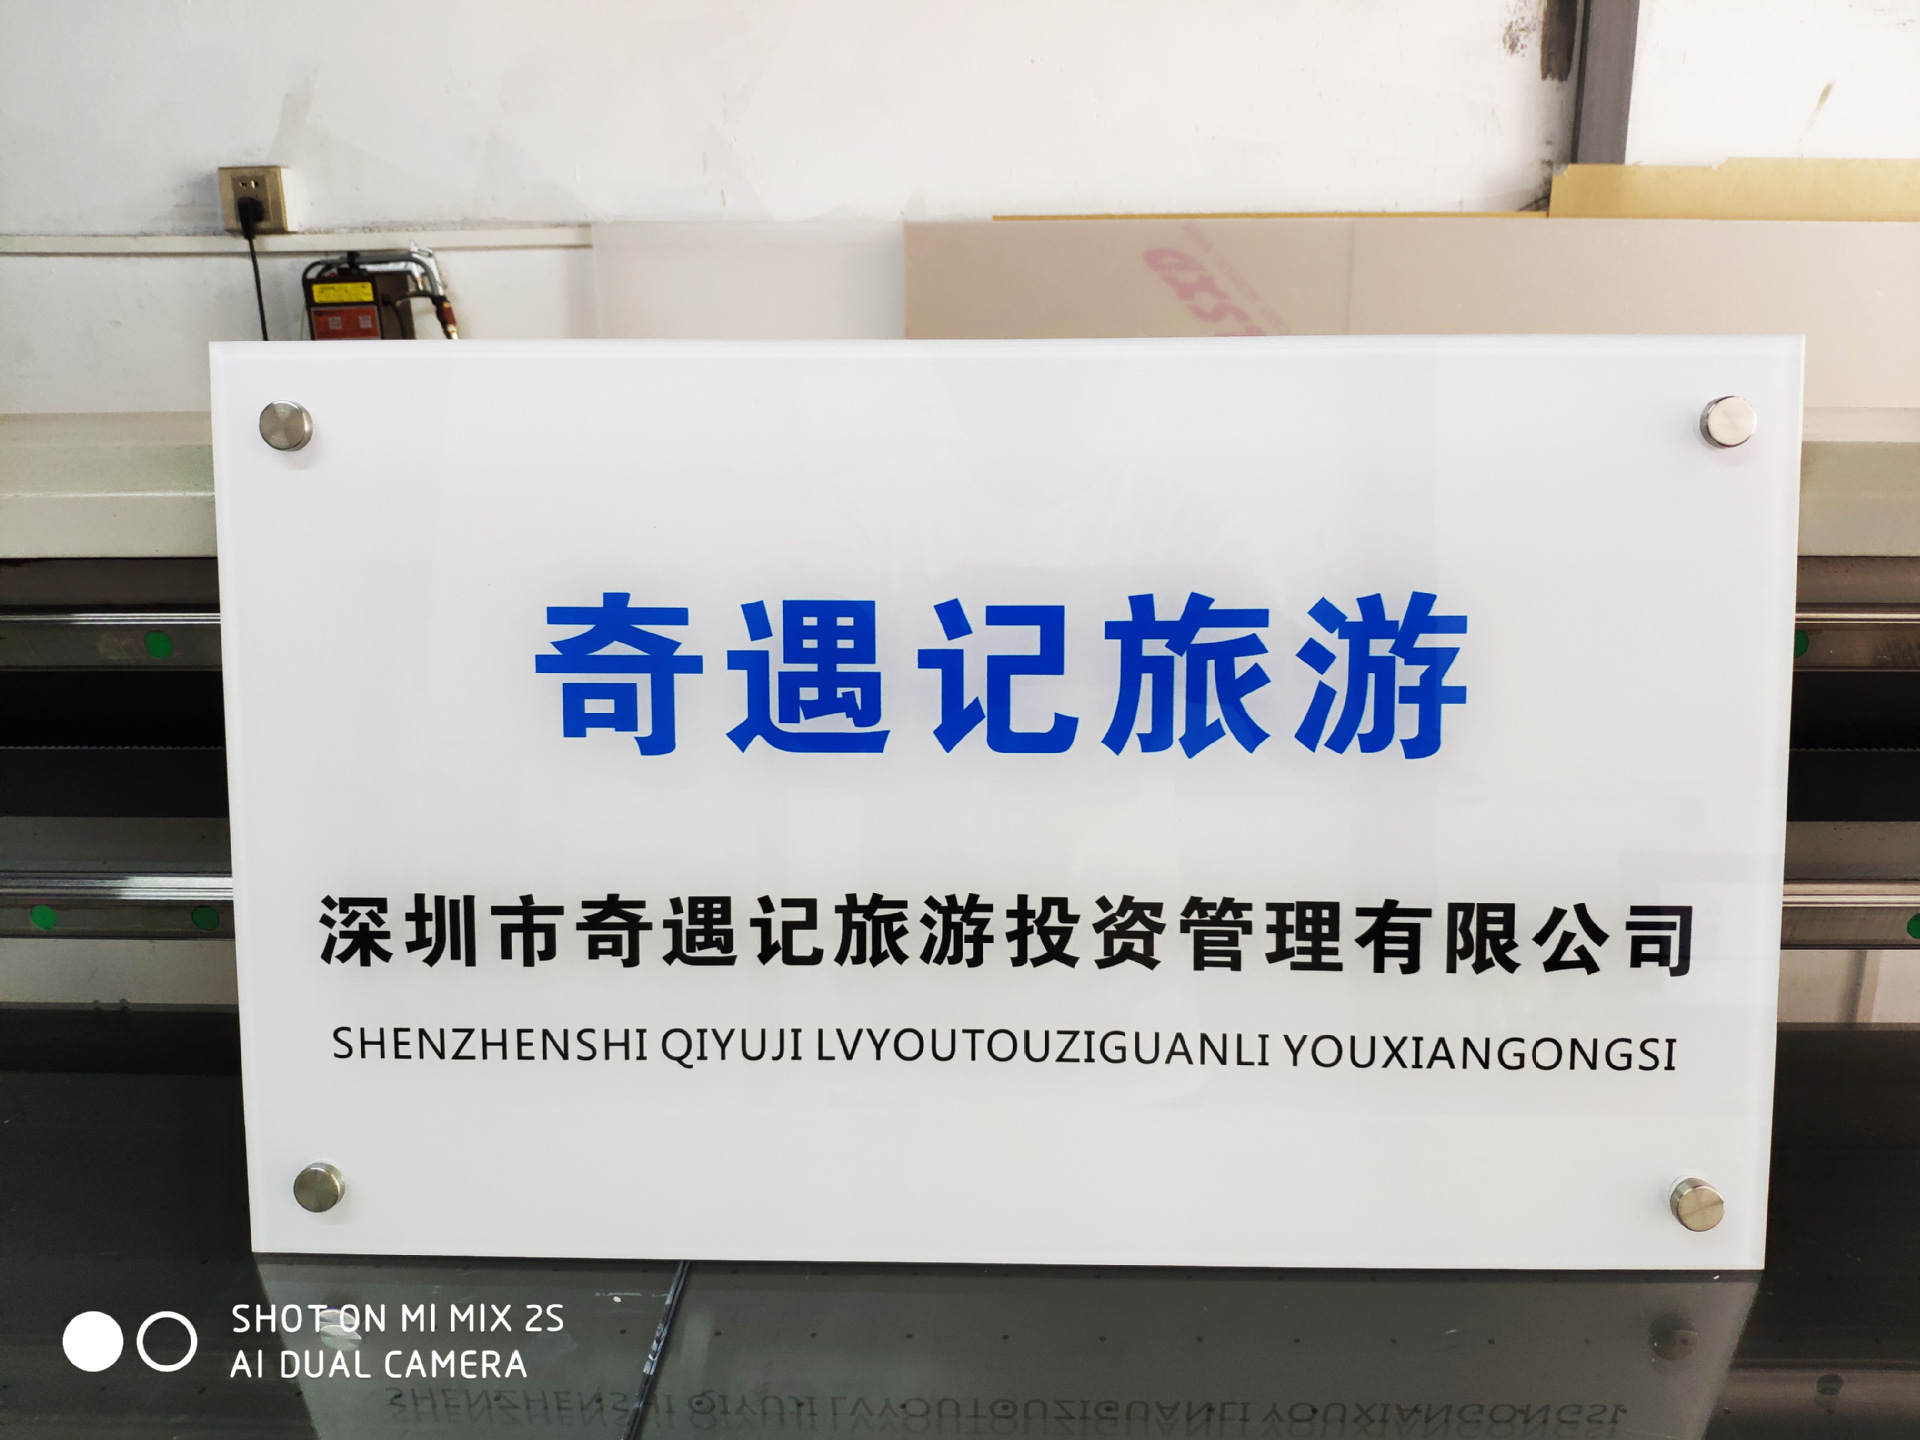 奇遇记旅游
深圳市奇遇记旅游投资管理有限公司
SHENZHENSHI QIYUJI LVYOUTOUZIGUANLI YOUXIANGONGSI
SHOT ON MI MIX 2S
AI DUAL CAMERA